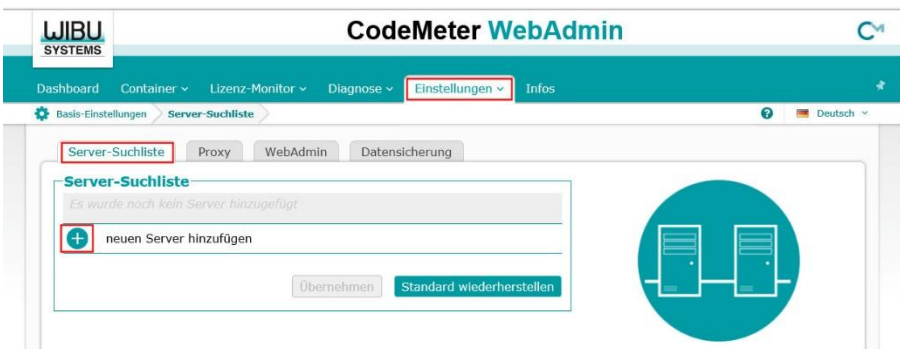 WIBU
SYSTEMS
CodeMeter WebAdmin
Dashboard Container Lizenz-Monitor Diagnose Einstellungen Infos
Basis-Einstellungen Server-Suchliste Deutsch
Server-Suchliste Proxy WebAdmin Datensicherung
Server-Suchliste
Es wurde noch kein Server hinzugefügt
neuen Server hinzufügen
Übernehmen Standard wiederherstellen